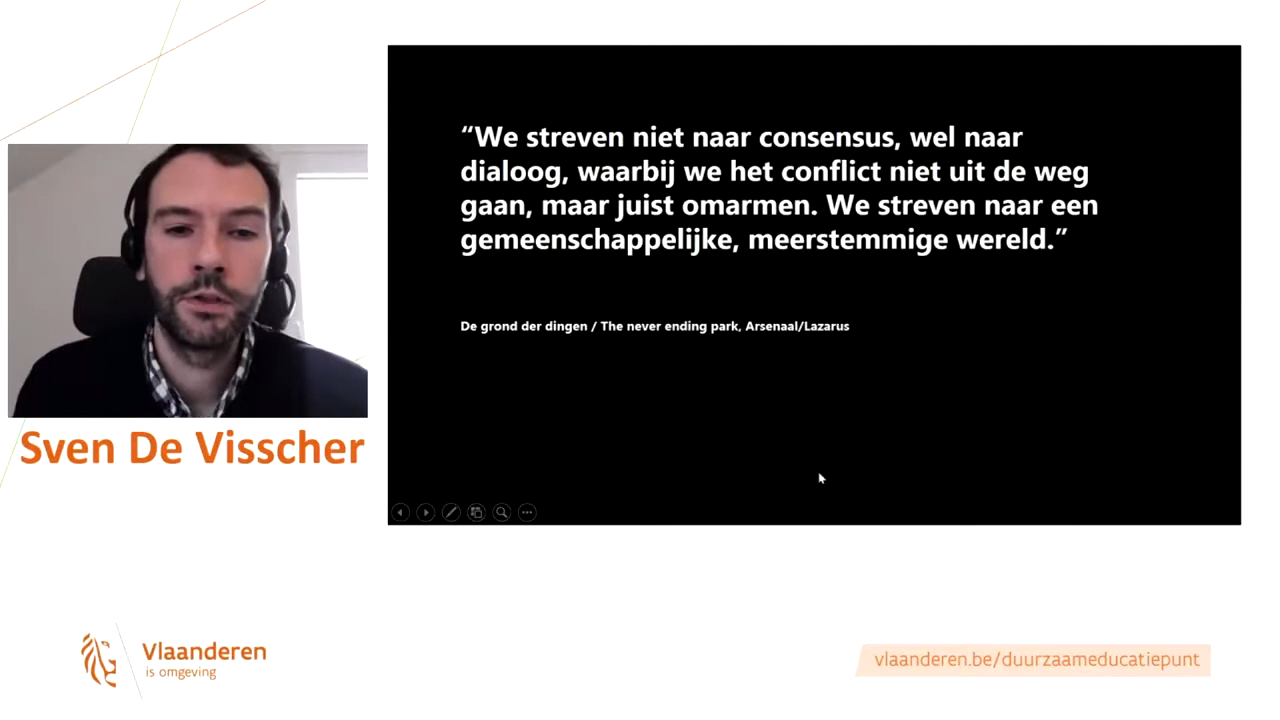 “We streven niet naar consensus, wel naar
dialoog, waarbij we het conflict niet uit de weg
gaan, maar juist omarmen. We streven naar een
gemeenschappelijke, meerstemmige wereld.”
De grond der dingen / The never ending park, Arsenaal/Lazarus
Sven De Visscher
Vlaanderen
is omgeving
vlaanderen.be/duurzaameducatiepunt